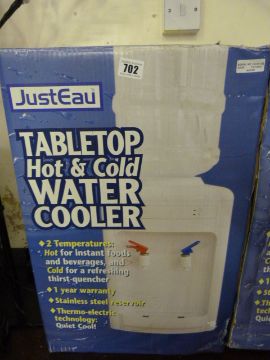 702
JustEau
TABLETOP
Hot & Cold
WATER
COOLER
2 Temperatures:
Hot for instant foods
and beverages, and
Cold for a refreshing
thirst-quencher
1 year warranty
Stainless steel reservoir
Thermo-electric
technology:
Quiet Cool!